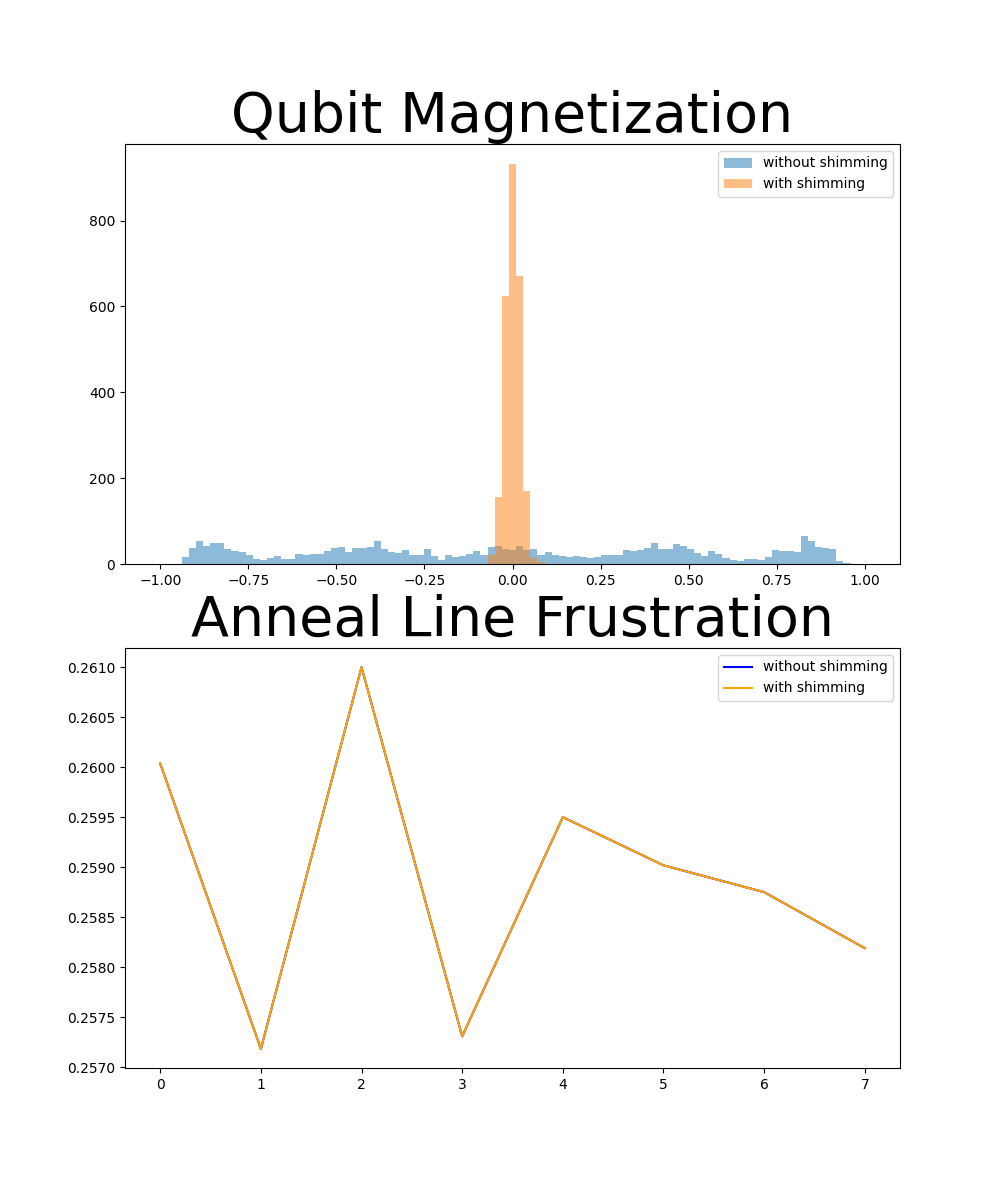 Qubit Magnetization
without shimming
with shimming
800
600
400
200
0
−1.00 −0.75 −0.50 −0.25 0.00 0.25 0.50 0.75 1.00
Anneal Line Frustration
without shimming
with shimming
0.2610
0.2605
0.2600
0.2595
0.2590
0.2585
0.2580
0.2575
0.2570
0 1 2 3 4 5 6 7